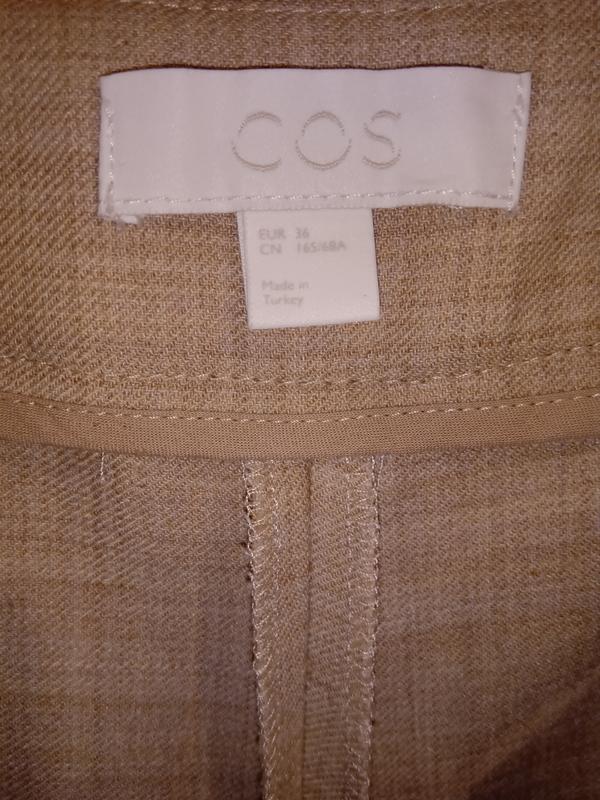 COS
EUR 36
CN 165/68A
Made in
Turkey